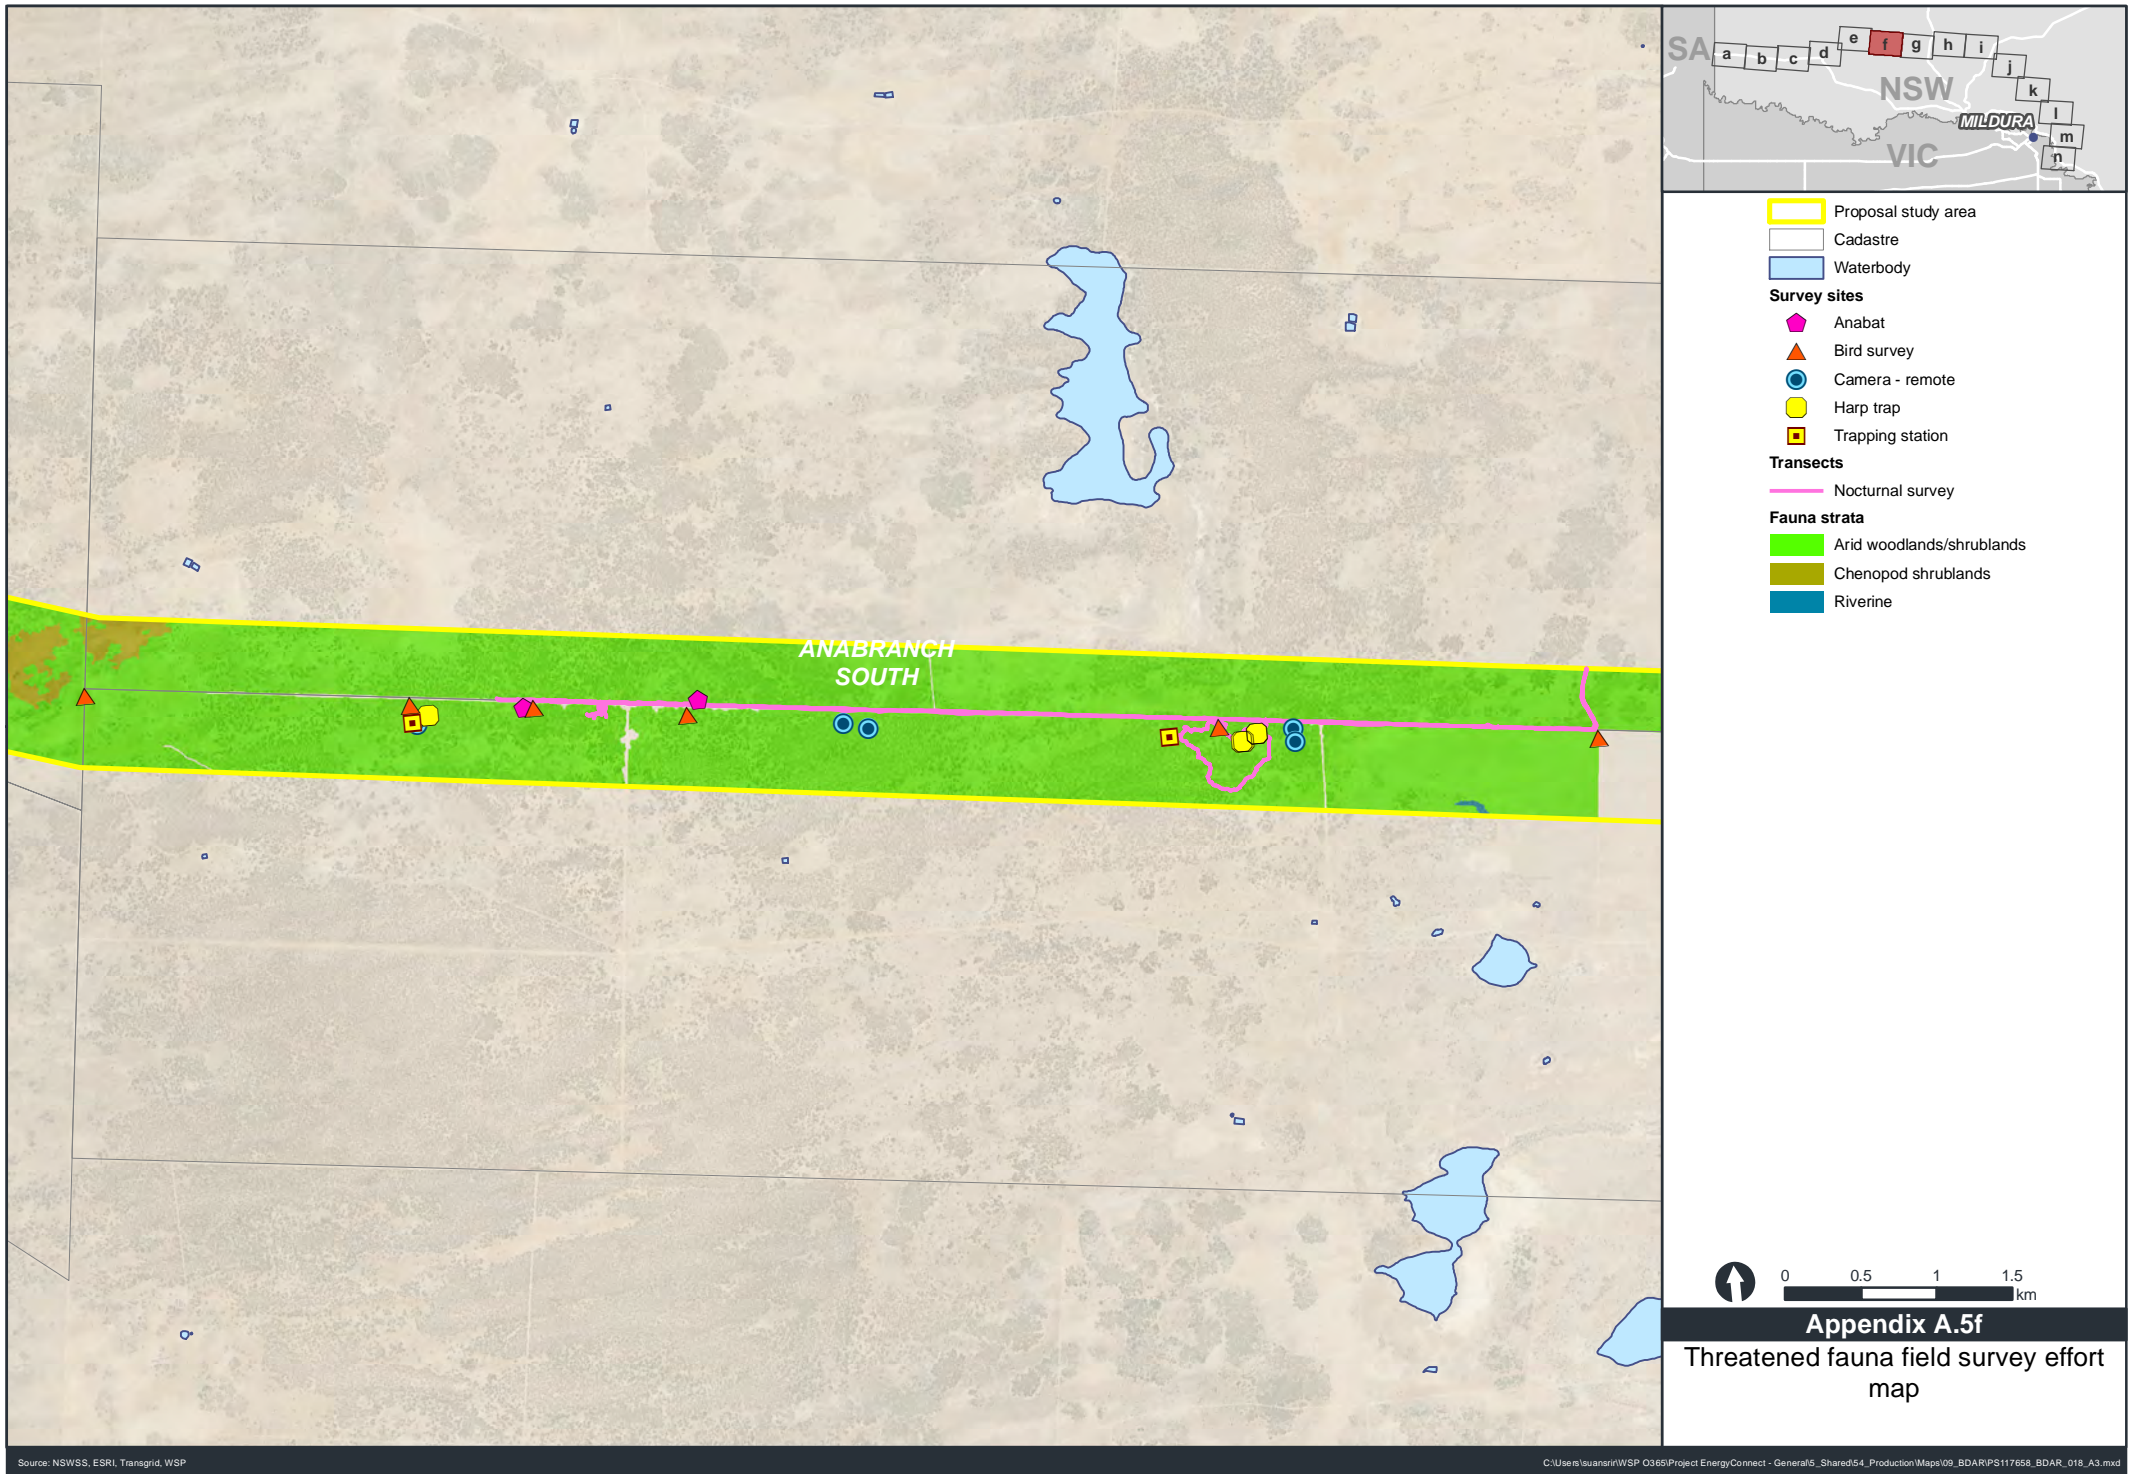 ANABRANCH
SOUTH
SA
a
b
c
d
e
f
g
h
i
j
k
l
m
n
NSW
MILDURA
VIC
Proposal study area
Cadastre
Waterbody
Survey sites
Anabat
Bird survey
Camera - remote
Harp trap
Trapping station
Transects
Nocturnal survey
Fauna strata
Arid woodlands/shrublands
Chenopod shrublands
Riverine
0 0.5 1 1.5
km
Appendix A.5f
Threatened fauna field survey effort
map
Source: NSWSS, ESRI, Transgrid, WSP
C:\Users\suansrir\WSP O365\Project EnergyConnect - General\5_Shared\54_Production\Maps\09_BDAR\PS117658_BDAR_018_A3.mxd